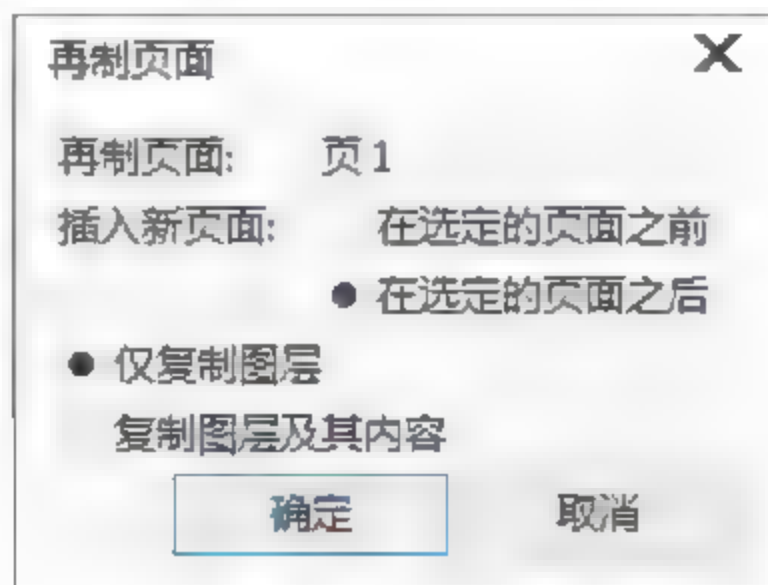 再制页面
再制页面: 页 1
插入新页面: 在选定的页面之前
在选定的页面之后
仅复制图层
复制图层及其内容
确定 取消